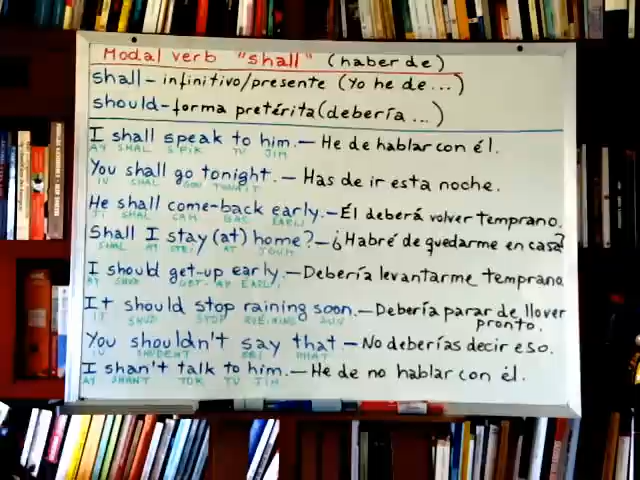 Modal verb "shall" (haber de)
shall - infinitivo/presente (Yo he de...)
should - forma pretérita (debería...)
I shall speak to him. - He de hablar con él.
AY SHAL SPIK TU JIM
You shall go tonight. - Has de ir esta noche.
IU SHAL GOU TUNAIT
He shall come-back early. - Él deberá volver temprano.
JI SHAL CAM BAC EARLI
Shall I stay (at) home? - ¿Habré de quedarme en casa?
SHAL AY STEI AT JOUM
I should get-up early. - Debería levantarme temprano.
AY SHUD GET-AP EARLI
It should stop raining soon. - Debería parar de llover pronto.
IT SHUD STOP SUN
You shouldn't say that - No deberías decir eso.
IU SHUDENT SEI DHAT
I shan't talk to him. - He de no hablar con él.
AY SHANT TOK TU JIM